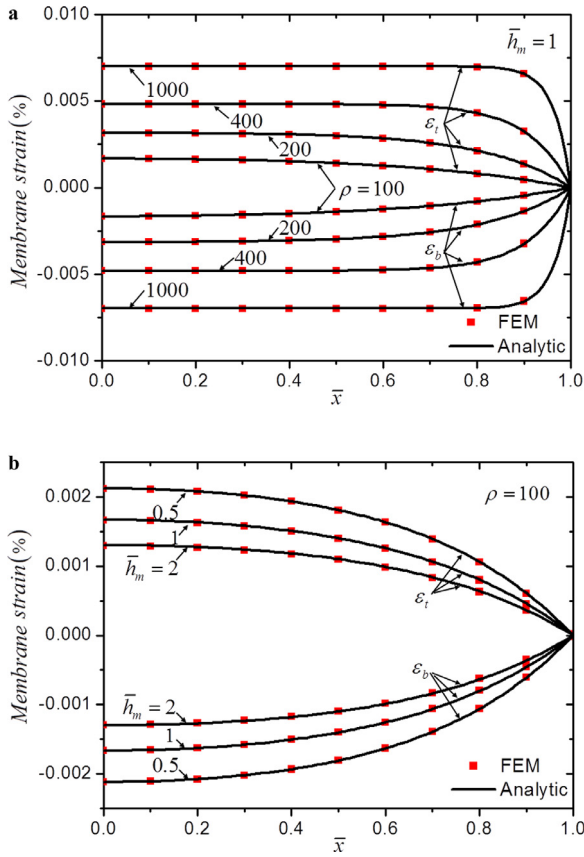 a
0.010
0.005
0.000
-0.005
-0.010
Membrane strain(%)
h̄ₘ = 1
1000
400
200
ρ = 100
εₜ
200
400
1000
ε_b
FEM
Analytic
0.0 0.2 0.4 0.6 0.8 1.0
x̄
b
0.002
0.001
0.000
-0.001
-0.002
Membrane strain(%)
ρ = 100
0.5
1
h̄ₘ = 2
εₜ
ε_b
h̄ₘ = 2
1
0.5
FEM
Analytic
0.0 0.2 0.4 0.6 0.8 1.0
x̄